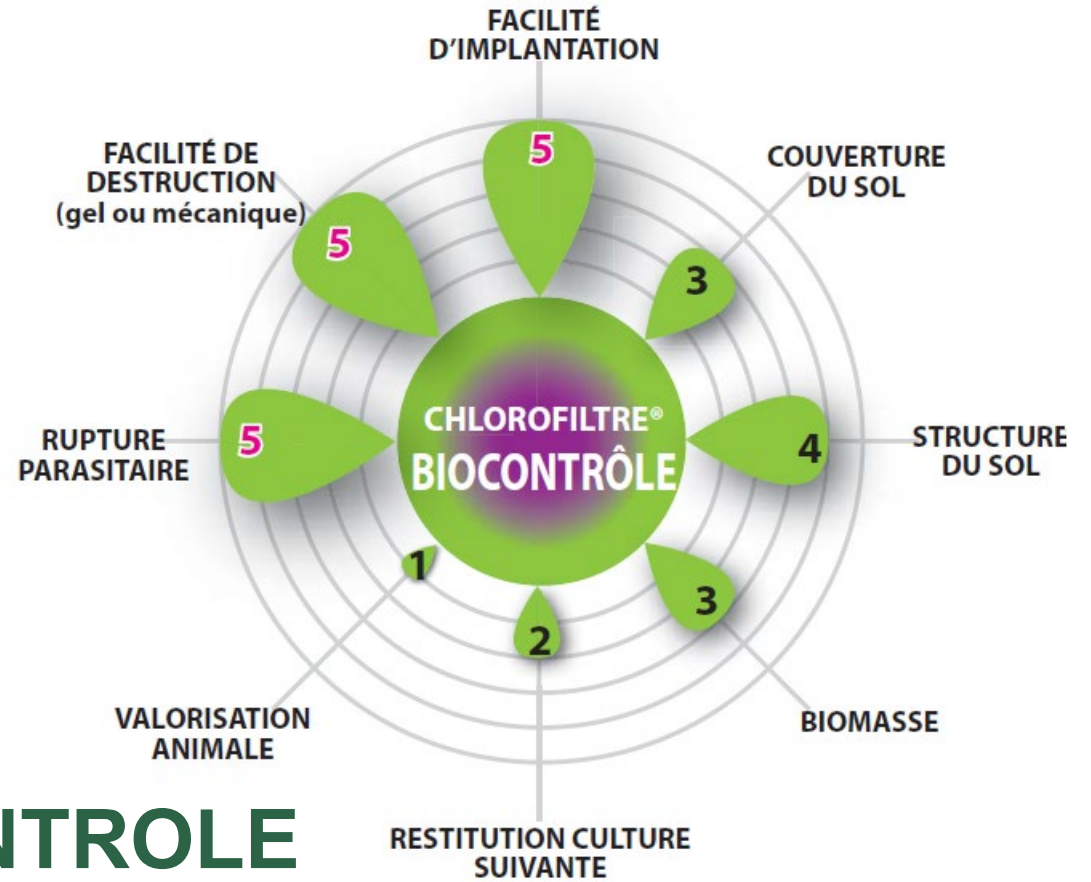 FACILITÉ
D'IMPLANTATION
5
FACILITÉ DE
DESTRUCTION
(gel ou mécanique)
5
COUVERTURE
DU SOL
3
RUPTURE
PARASITAIRE
5
CHLOROFILTRE®
BIOCONTRÔLE
4
STRUCTURE
DU SOL
1
2
3
VALORISATION
ANIMALE
BIOMASSE
RESTITUTION CULTURE
SUIVANTE
NTROLE